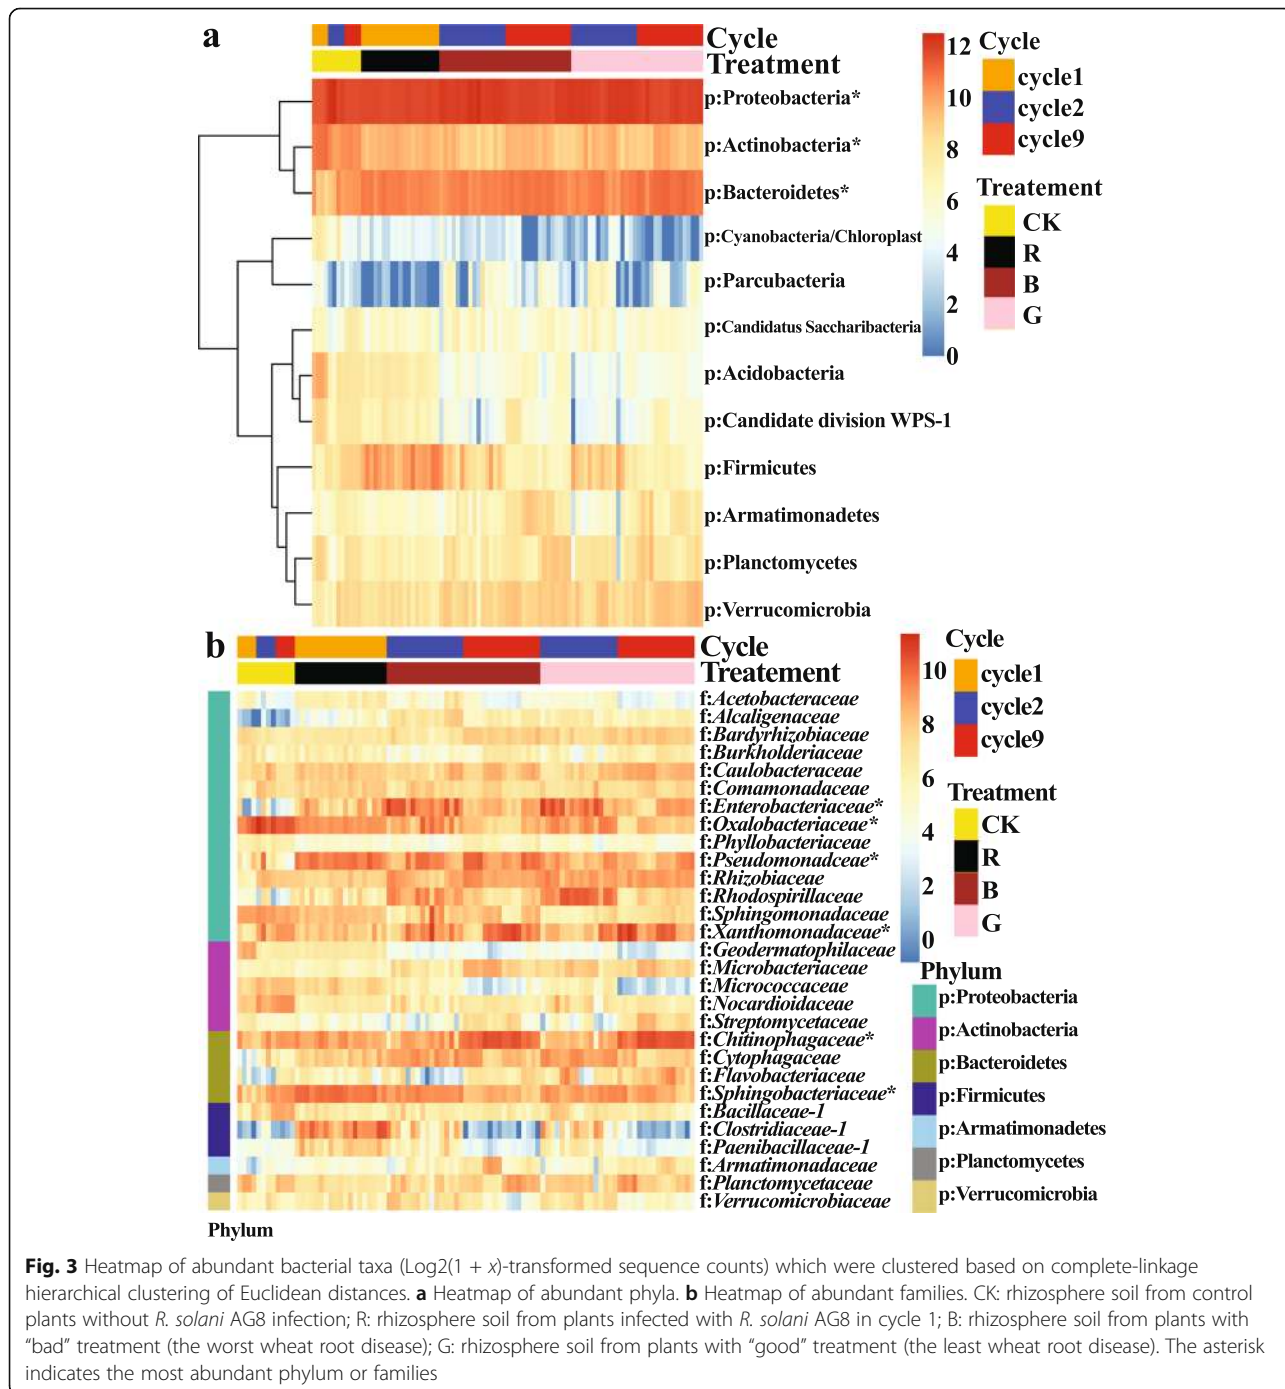 a
Cycle
Treatment
p:Proteobacteria*
p:Actinobacteria*
p:Bacteroidetes*
p:Cyanobacteria/Chloroplast
p:Parcubacteria
p:Candidatus Saccharibacteria
p:Acidobacteria
p:Candidate division WPS-1
p:Firmicutes
p:Armatimonadetes
p:Planctomycetes
p:Verrucomicrobia
12
10
8
6
4
2
0
Cycle
cycle1
cycle2
cycle9
Treatement
CK
R
B
G
b
Cycle
Treatement
f:Acetobacteraceae
f:Alcaligenaceae
f:Bardyrhizobiaceae
f:Burkholderiaceae
f:Caulobacteraceae
f:Comamonadaceae
f:Enterobacteriaceae*
f:Oxalobacteriaceae*
f:Phyllobacteriaceae
f:Pseudomonadceae*
f:Rhizobiaceae
f:Rhodospirillaceae
f:Sphingomonadaceae
f:Xanthomonadaceae*
f:Geodermatophilaceae
f:Microbacteriaceae
f:Micrococcaceae
f:Nocardioidaceae
f:Streptomycetaceae
f:Chitinophagaceae*
f:Cytophagaceae
f:Flavobacteriaceae
f:Sphingobacteriaceae*
f:Bacillaceae-1
f:Clostridiaceae-1
f:Paenibacillaceae-1
f:Armatimonadaceae
f:Planctomycetaceae
f:Verrucomicrobiaceae
Phylum
10
8
6
4
2
0
Cycle
cycle1
cycle2
cycle9
Treatment
CK
R
B
G
Phylum
p:Proteobacteria
p:Actinobacteria
p:Bacteroidetes
p:Firmicutes
p:Armatimonadetes
p:Planctomycetes
p:Verrucomicrobia
Fig. 3 Heatmap of abundant bacterial taxa (Log2(1 + x)-transformed sequence counts) which were clustered based on complete-linkage
hierarchical clustering of Euclidean distances. a Heatmap of abundant phyla. b Heatmap of abundant families. CK: rhizosphere soil from control
plants without R. solani AG8 infection; R: rhizosphere soil from plants infected with R. solani AG8 in cycle 1; B: rhizosphere soil from plants with
“bad” treatment (the worst wheat root disease); G: rhizosphere soil from plants with “good” treatment (the least wheat root disease). The asterisk
indicates the most abundant phylum or families